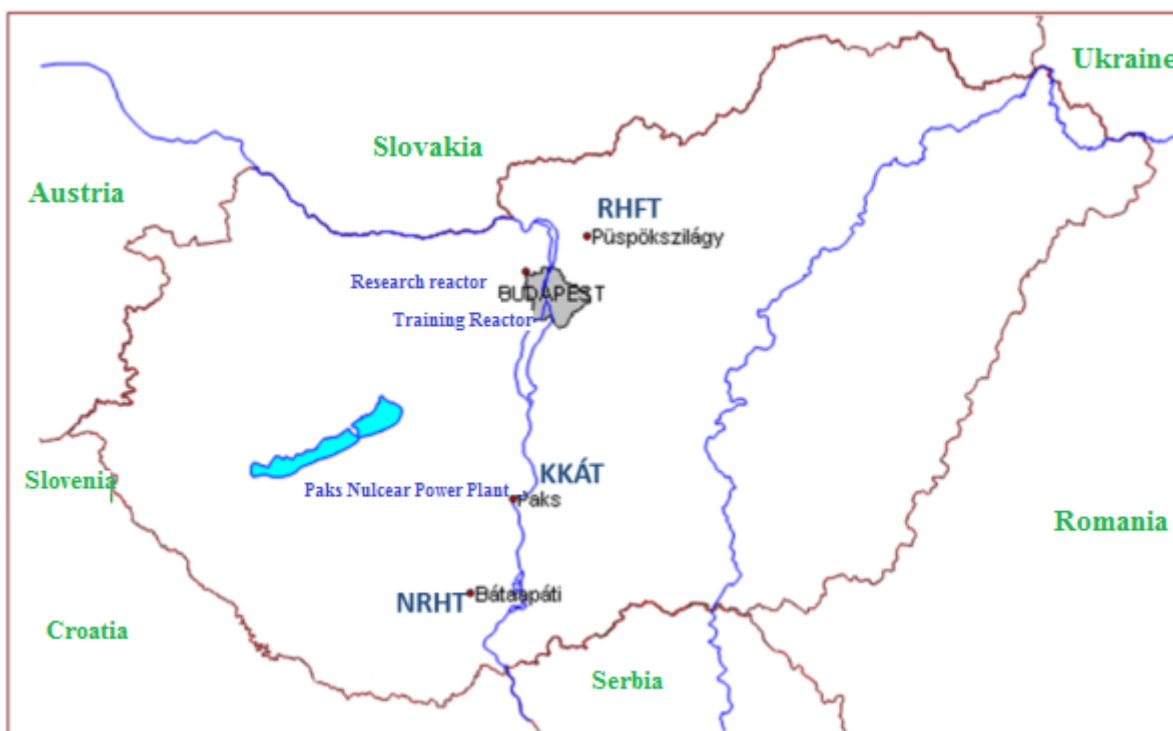 Ukraine
Slovakia
Austria
RHFT
Püspökszilágy
Research reactor
BUDAPEST
Training Reactor
KKÁT
Slovenia
Paks Nulcear Power Plant
Paks
Romania
NRHT
Bátaapáti
Croatia
Serbia